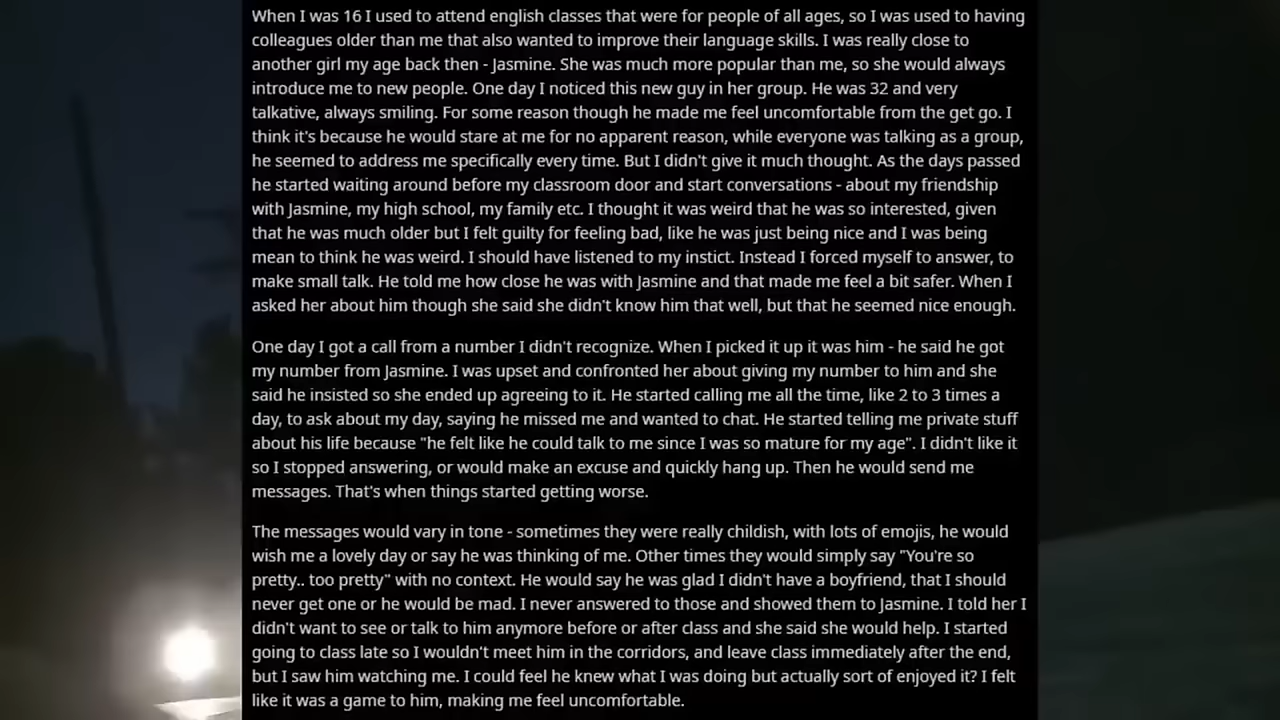 When I was 16 I used to attend english classes that were for people of all ages, so I was used to having
colleagues older than me that also wanted to improve their language skills. I was really close to
another girl my age back then - Jasmine. She was much more popular than me, so she would always
introduce me to new people. One day I noticed this new guy in her group. He was 32 and very
talkative, always smiling. For some reason though he made me feel uncomfortable from the get go. I
think it's because he would stare at me for no apparent reason, while everyone was talking as a group,
he seemed to address me specifically every time. But I didn't give it much thought. As the days passed
he started waiting around before my classroom door and start conversations - about my friendship
with Jasmine, my high school, my family etc. I thought it was weird that he was so interested, given
that he was much older but I felt guilty for feeling bad, like he was just being nice and I was being
mean to think he was weird. I should have listened to my instict. Instead I forced myself to answer, to
make small talk. He told me how close he was with Jasmine and that made me feel a bit safer. When I
asked her about him though she said she didn't know him that well, but that he seemed nice enough.
One day I got a call from a number I didn't recognize. When I picked it up it was him - he said he got
my number from Jasmine. I was upset and confronted her about giving my number to him and she
said he insisted so she ended up agreeing to it. He started calling me all the time, like 2 to 3 times a
day, to ask about my day, saying he missed me and wanted to chat. He started telling me private stuff
about his life because "he felt like he could talk to me since I was so mature for my age". I didn't like it
so I stopped answering, or would make an excuse and quickly hang up. Then he would send me
messages. That's when things started getting worse.
The messages would vary in tone - sometimes they were really childish, with lots of emojis, he would
wish me a lovely day or say he was thinking of me. Other times they would simply say "You're so
pretty.. too pretty" with no context. He would say he was glad I didn't have a boyfriend, that I should
never get one or he would be mad. I never answered to those and showed them to Jasmine. I told her I
didn't want to see or talk to him anymore before or after class and she said she would help. I started
going to class late so I wouldn't meet him in the corridors, and leave class immediately after the end,
but I saw him watching me. I could feel he knew what I was doing but actually sort of enjoyed it? I felt
like it was a game to him, making me feel uncomfortable.